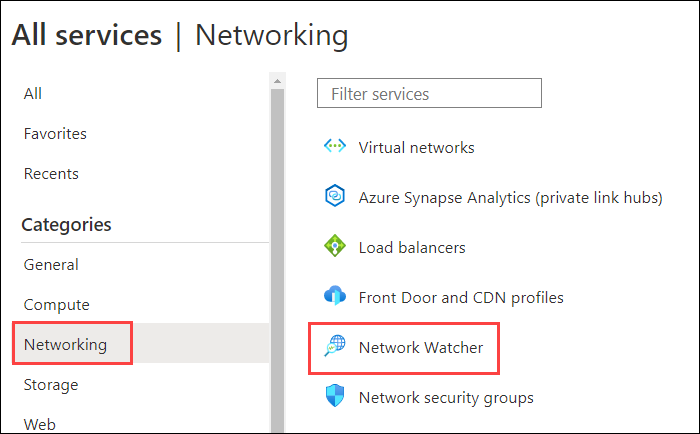 All services | Networking
All
Favorites
Recents
Categories
General
Compute
Networking
Storage
Web
Filter services
Virtual networks
Azure Synapse Analytics (private link hubs)
Load balancers
Front Door and CDN profiles
Network Watcher
Network security groups